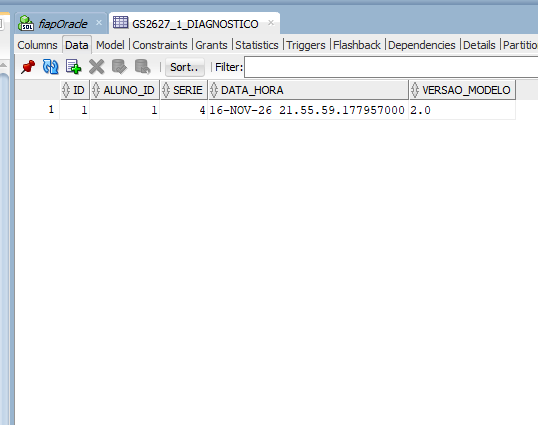 SQL fiapOracle GS2627_1_DIAGNOSTICO
Columns Data Model Constraints Grants Statistics Triggers Flashback Dependencies Details Partitio
Sort.. Filter:
ID ALUNO_ID SERIE DATA_HORA VERSAO_MODELO
1 1 1 4 16-NOV-26 21.55.59.177957000 2.0